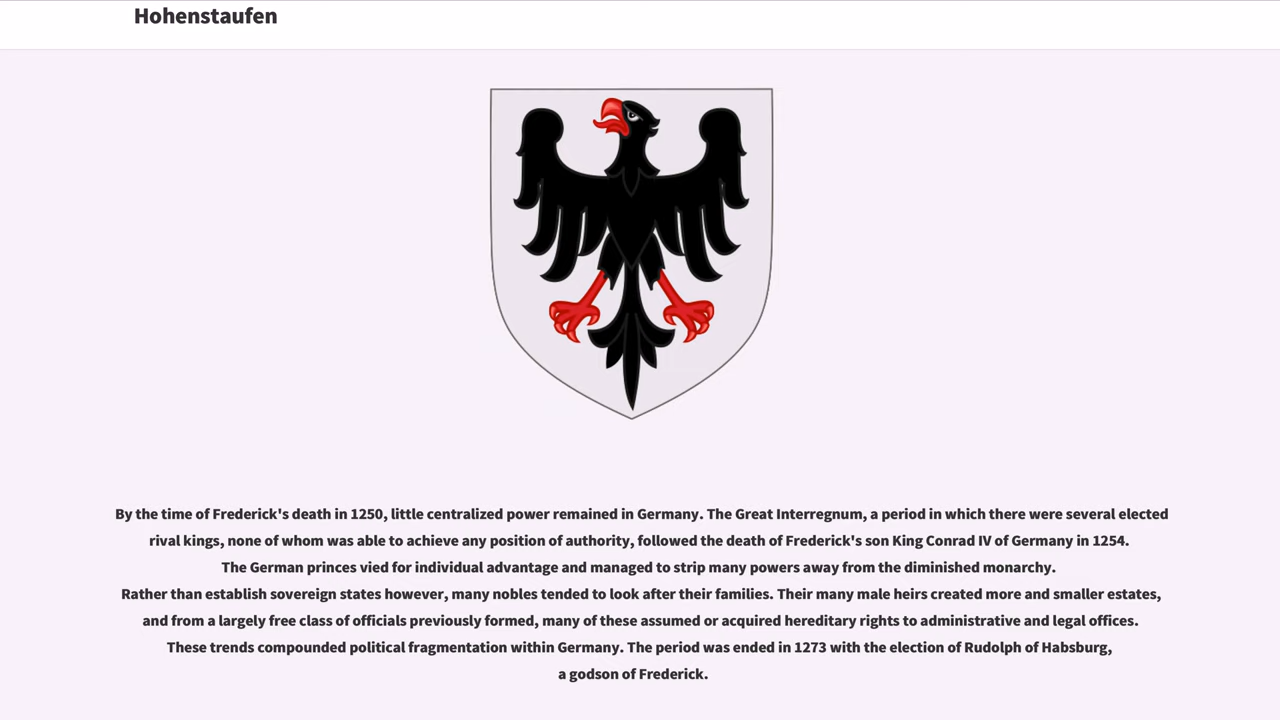 Hohenstaufen
By the time of Frederick's death in 1250, little centralized power remained in Germany. The Great Interregnum, a period in which there were several elected
rival kings, none of whom was able to achieve any position of authority, followed the death of Frederick's son King Conrad IV of Germany in 1254.
The German princes vied for individual advantage and managed to strip many powers away from the diminished monarchy.
Rather than establish sovereign states however, many nobles tended to look after their families. Their many male heirs created more and smaller estates,
and from a largely free class of officials previously formed, many of these assumed or acquired hereditary rights to administrative and legal offices.
These trends compounded political fragmentation within Germany. The period was ended in 1273 with the election of Rudolph of Habsburg,
a godson of Frederick.